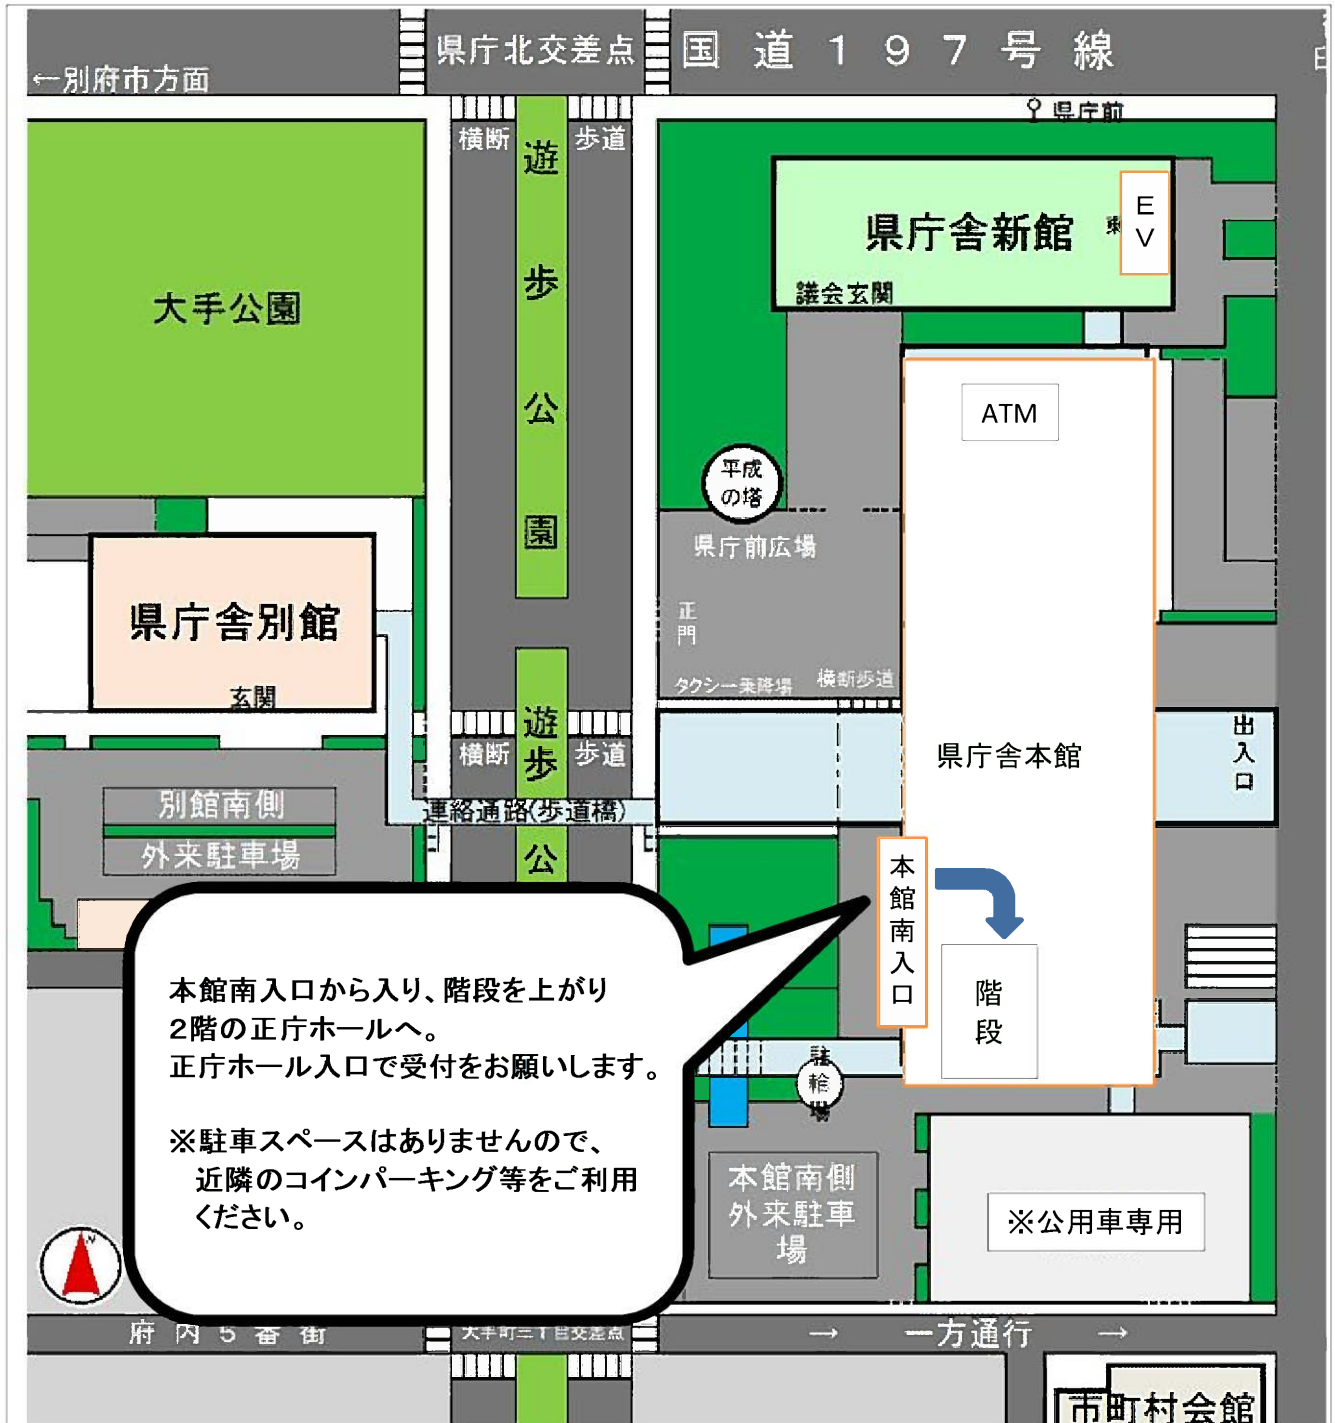 県庁北交差点
国道197号線
←別府市方面
県庁前
横断
歩道
遊歩公園
県庁舎新館
EV
議会玄関
大手公園
ATM
平成
の塔
県庁前広場
県庁舎別館
正門
玄関
タクシー乗降場
横断歩道
遊歩公
横断
歩道
県庁舎本館
出入口
別館南側
外来駐車場
連絡通路(歩道橋)
本館南入口
階段
本館南入口から入り、階段を上がり
2階の正庁ホールへ。
正庁ホール入口で受付をお願いします。
※駐車スペースはありませんので、
近隣のコインパーキング等をご利用
ください。
駐輪場
本館南側
外来駐車
場
※公用車専用
N
府内5番街
大手町三丁目交差点
→ 一方通行 →
市町村会館